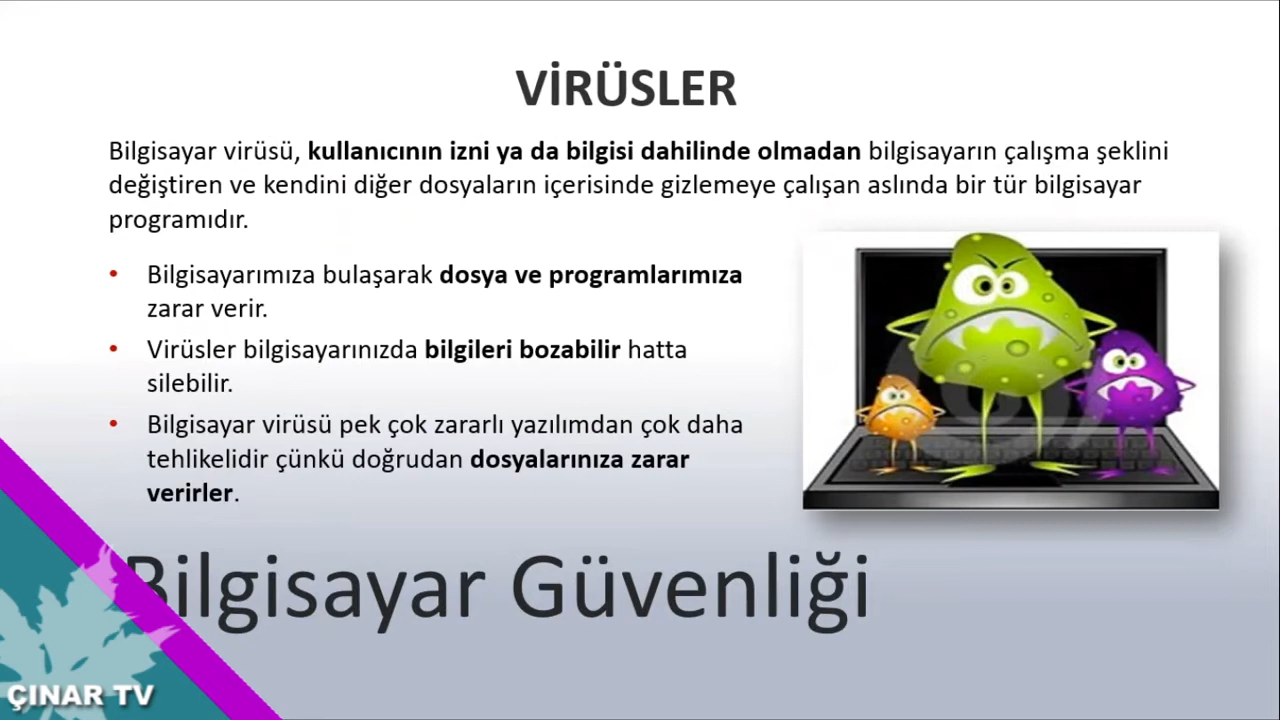 VİRÜSLER
Bilgisayar virüsü, kullanıcının izni ya da bilgisi dahilinde olmadan bilgisayarın çalışma şeklini
değiştiren ve kendini diğer dosyaların içerisinde gizlemeye çalışan aslında bir tür bilgisayar
programıdır.
• Bilgisayarımıza bulaşarak dosya ve programlarımıza
zarar verir.
• Virüsler bilgisayarınızda bilgileri bozabilir hatta
silebilir.
• Bilgisayar virüsü pek çok zararlı yazılımdan çok daha
tehlikelidir çünkü doğrudan dosyalarınıza zarar
verirler.
Bilgisayar Güvenliği
ÇINAR TV